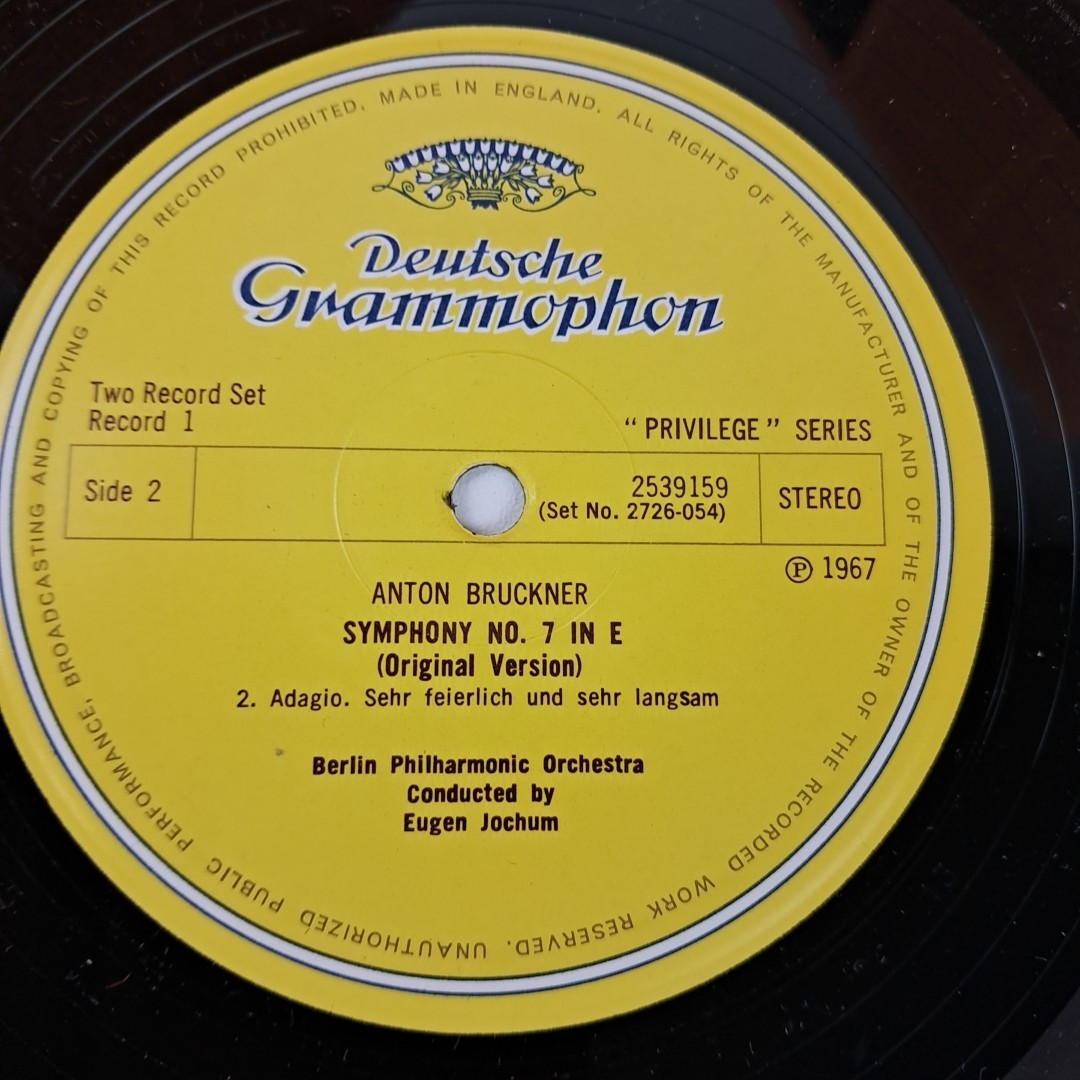 MADE IN ENGLAND. ALL RIGHTS OF THE MANUFACTURER AND OF THE OWNER OF THE RECORDED WORK RESERVED. UNAUTHORIZED PUBLIC PERFORMANCE, BROADCASTING AND COPYING OF THIS RECORD PROHIBITED.
Deutsche
Grammophon
Two Record Set
Record 1
"PRIVILEGE" SERIES
Side 2
2539159
(Set No. 2726-054)
STEREO
℗ 1967
ANTON BRUCKNER
SYMPHONY NO. 7 IN E
(Original Version)
2. Adagio. Sehr feierlich und sehr langsam
Berlin Philharmonic Orchestra
Conducted by
Eugen Jochum